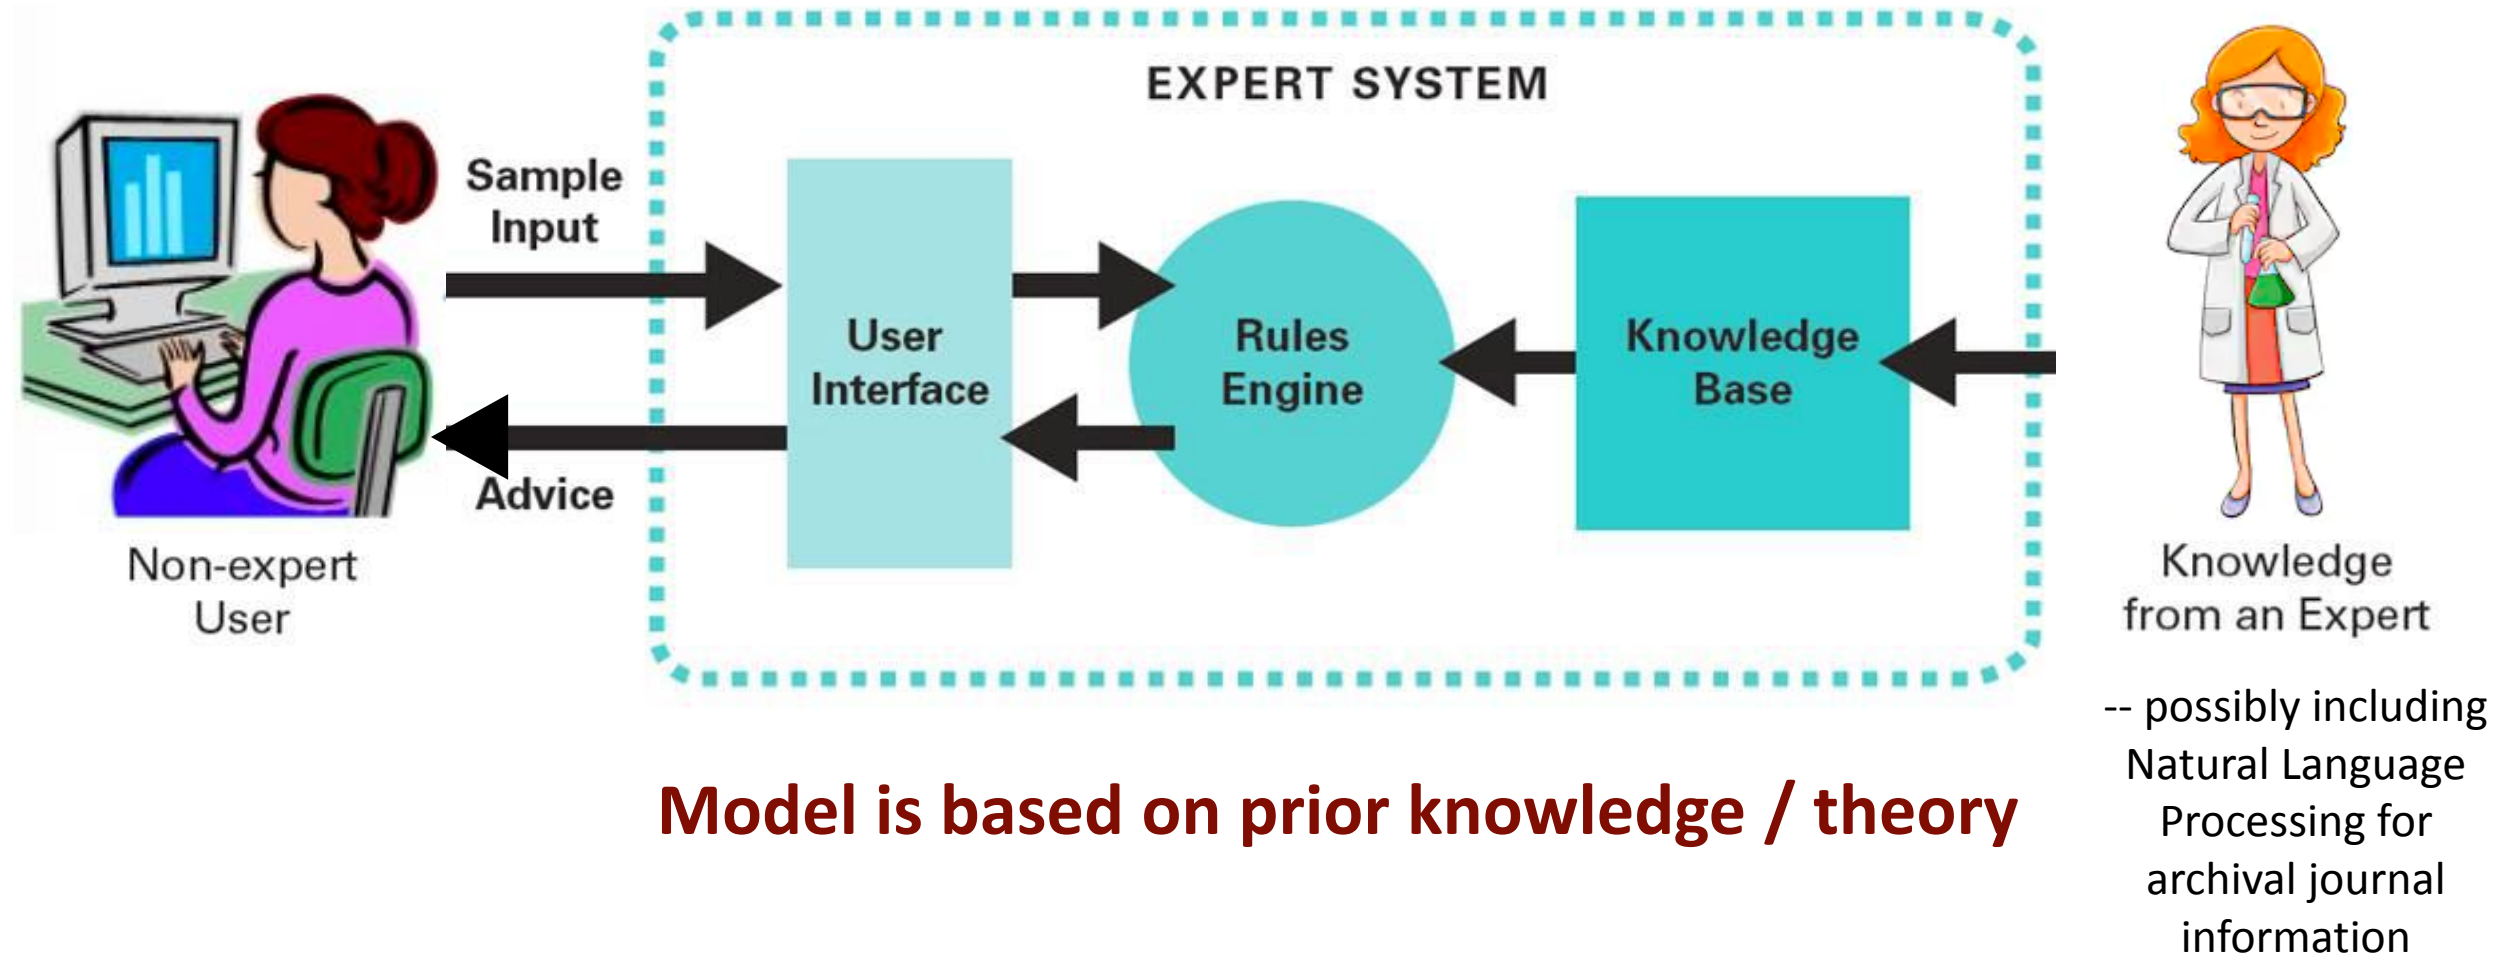 EXPERT SYSTEM
Sample
Input
User
Interface
Rules
Engine
Knowledge
Base
Advice
Non-expert
User
Knowledge
from an Expert
-- possibly including
Natural Language
Processing for
archival journal
information
Model is based on prior knowledge / theory